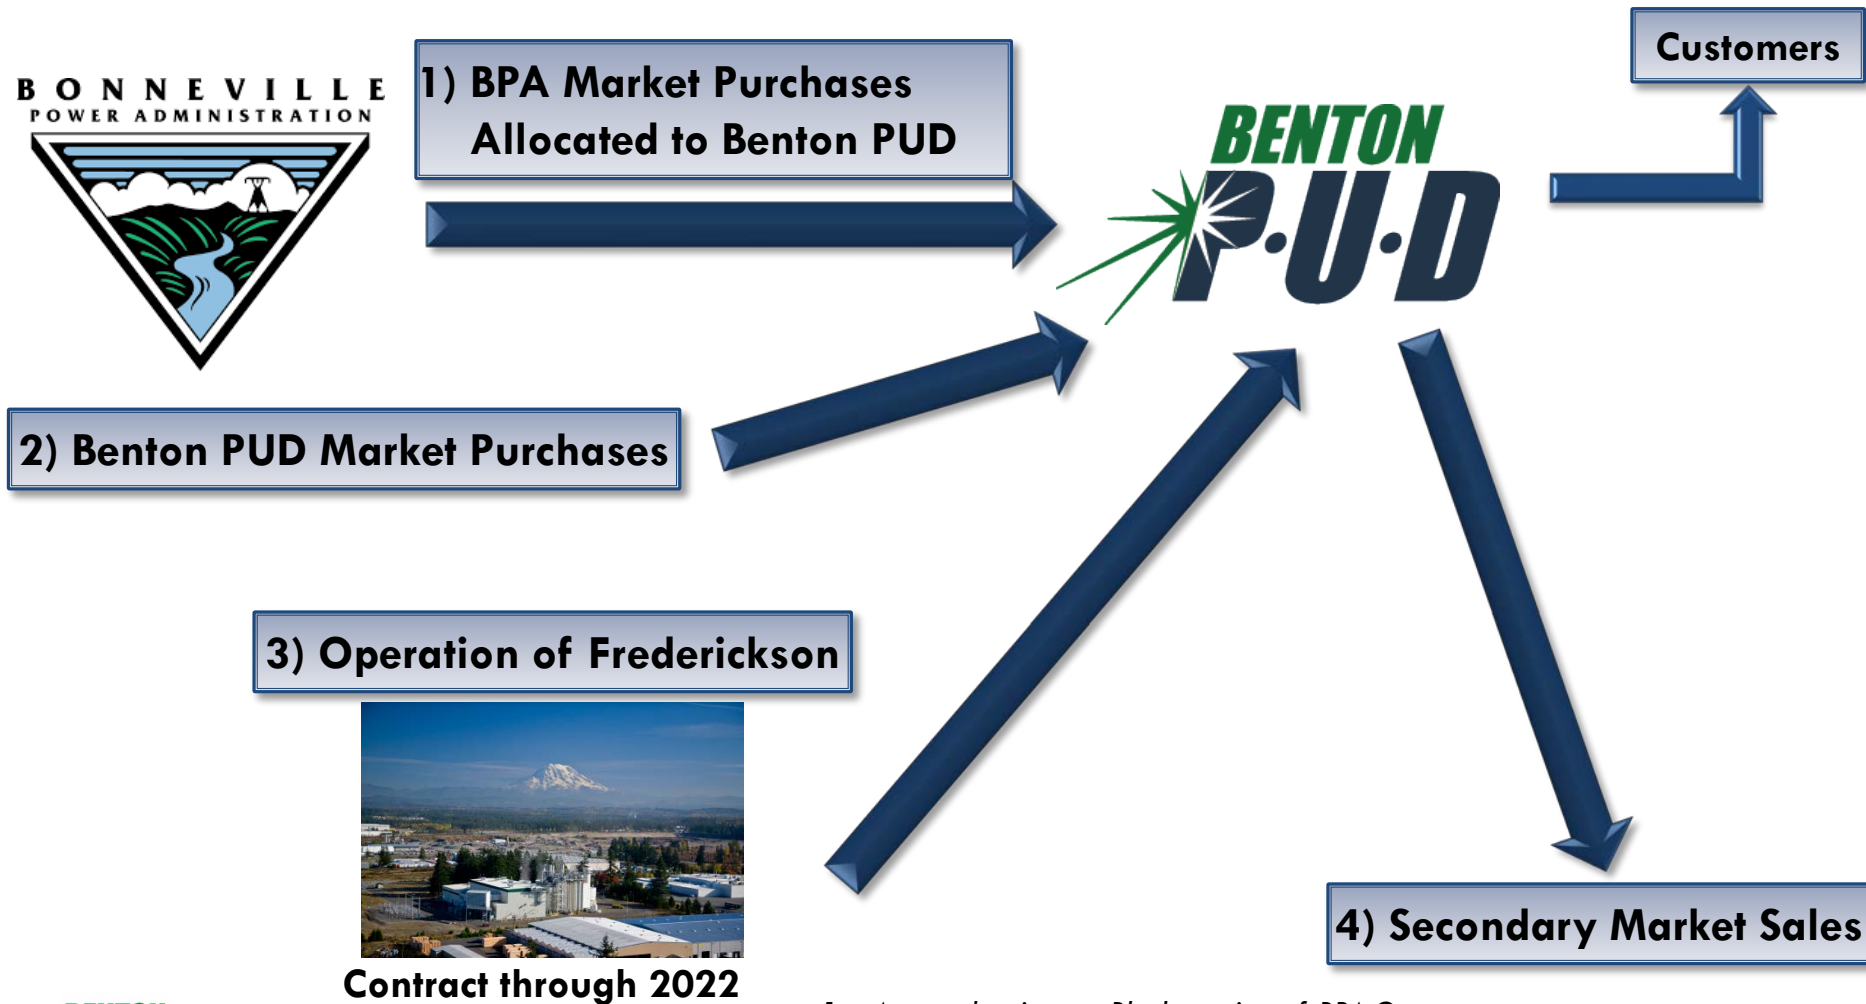 BONNEVILLE
POWER ADMINISTRATION
1) BPA Market Purchases
Allocated to Benton PUD
BENTON
P·U·D
Customers
2) Benton PUD Market Purchases
3) Operation of Frederickson
Contract through 2022
4) Secondary Market Sales